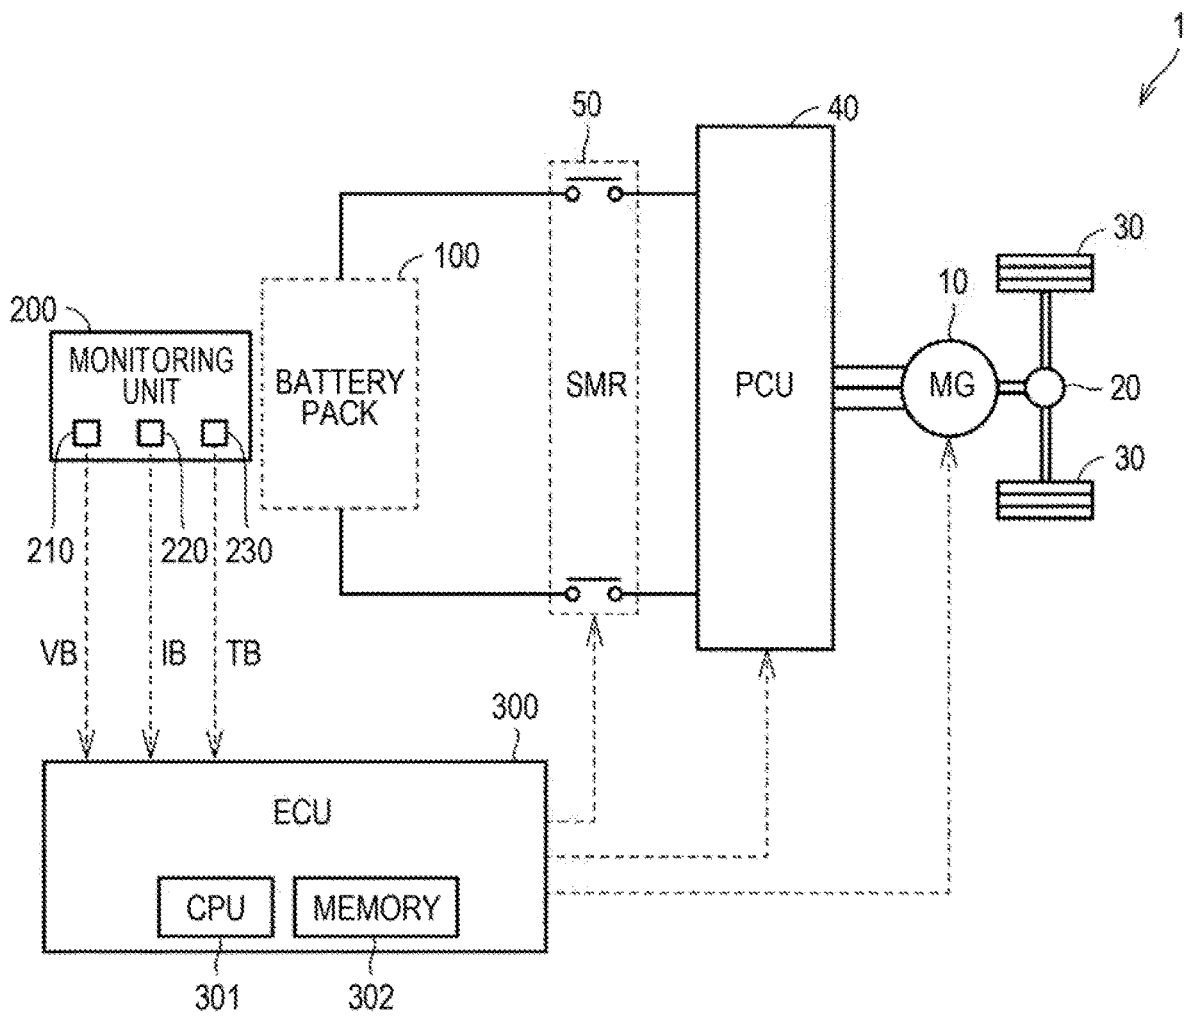 1
50
40
30
100
10
200
MONITORING
UNIT
BATTERY
PACK
SMR
PCU
MG
20
30
210
220
230
VB
IB
TB
300
ECU
CPU
MEMORY
301
302